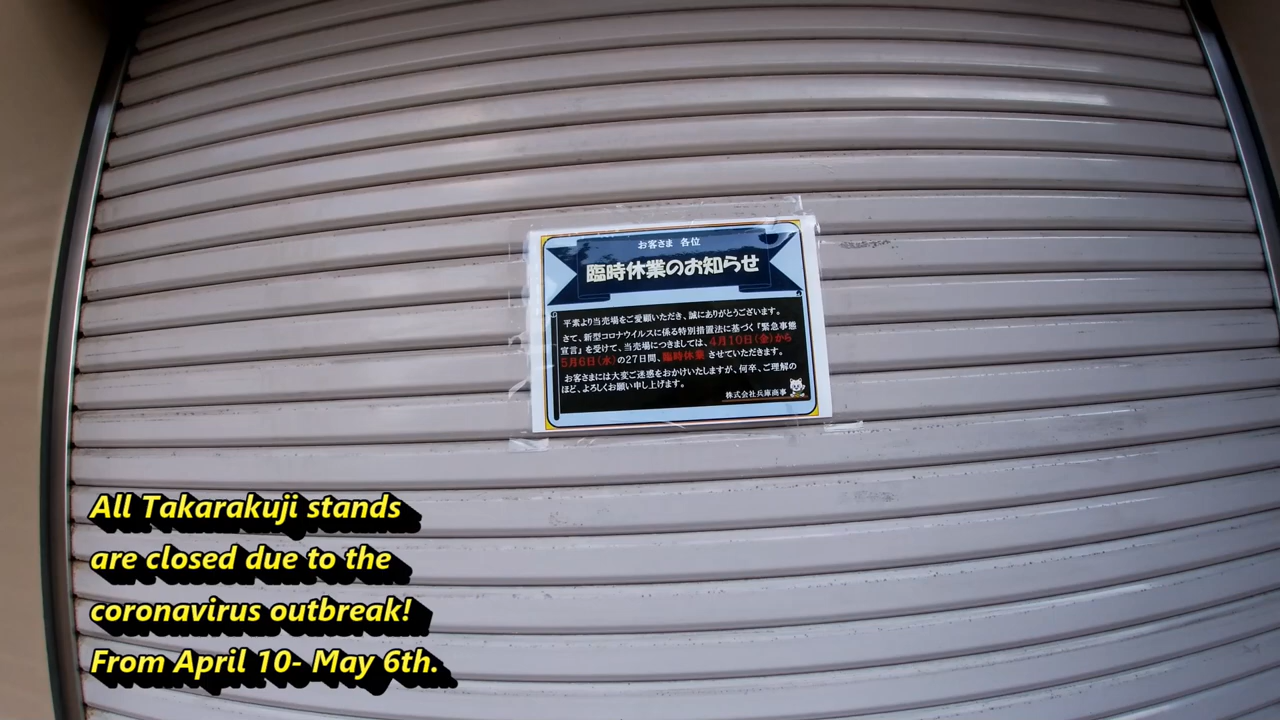 お客さま 各位
臨時休業のお知らせ
平素より当売場をご愛顧いただき、誠にありがとうございます。
さて、新型コロナウイルスに係る特別措置法に基づく『緊急事態
宣言』を受けて、当売場につきましては、4月10日(金)から
5月6日(水)の27日間、臨時休業 させていただきます。
お客さまには大変ご迷惑をおかけいたしますが、何卒、ご理解の
ほど、よろしくお願い申し上げます。
株式会社兵庫商事
All Takarakuji stands
are closed due to the
coronavirus outbreak!
From April 10- May 6th.